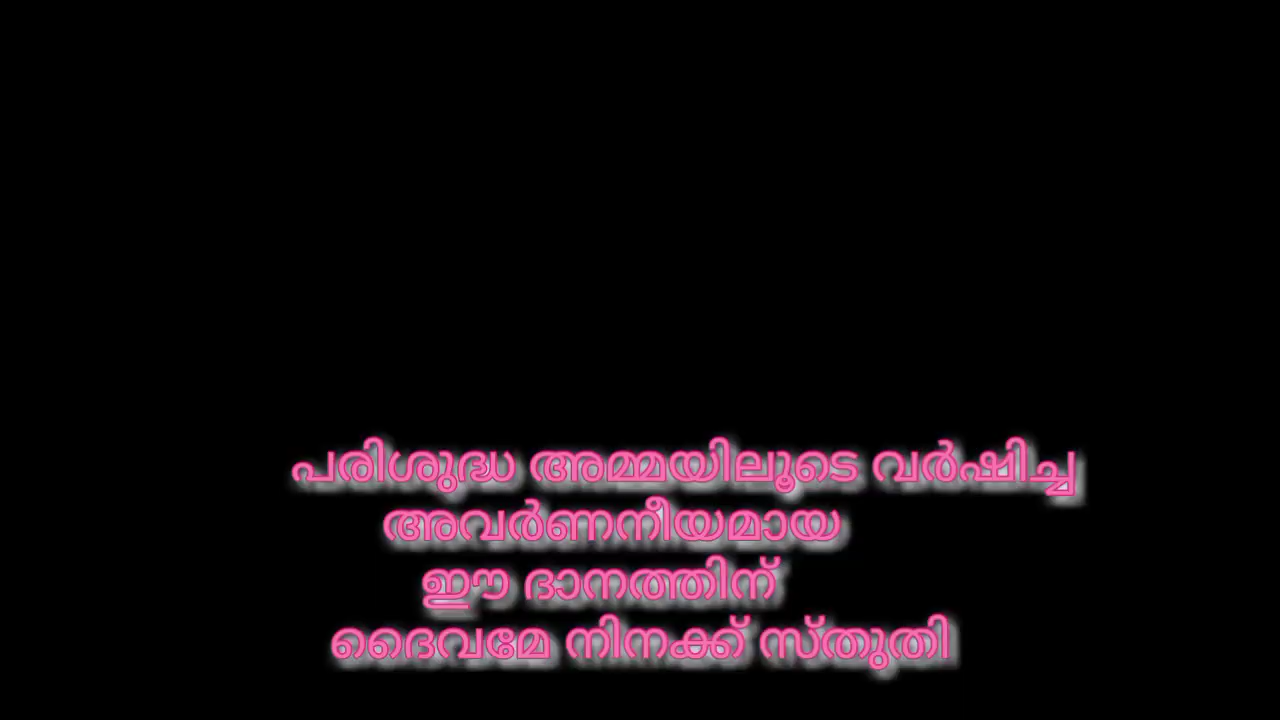 പരിശുദ്ധ അമ്മയിലൂടെ വർഷിച്ച
അവർണനീയമായ
ഈ ദാനത്തിന്
ദൈവമേ നിനക്ക് സ്തുതി